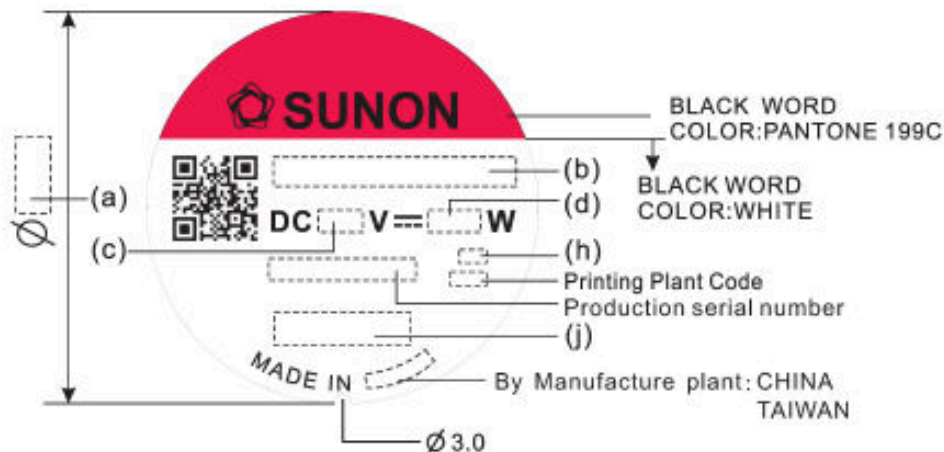 SUNON
BLACK WORD
COLOR:PANTONE 199C
(a)
(b)
BLACK WORD
COLOR:WHITE
DC V W
(d)
(c)
(h)
Printing Plant Code
Production serial number
(j)
MADE IN
By Manufacture plant: CHINA
TAIWAN
Ø
Ø 3.0